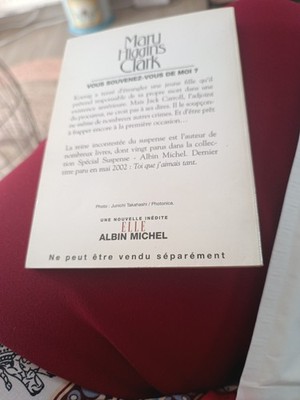 Mary
Higgins
Clark
VOUS SOUVENEZ-VOUS DE MOI ?
a tenté d'étrangler une jeune fille qu'il
prétend responsable de sa propre mort dans une
existence antérieure. Mais Jack Carroll, l'adjoint
du procureur, ne croit pas à ses dires. Il le soupçon-
ne même de nombreux autres crimes. Et d'être prêt
à frapper encore à la première occasion...
La reine incontestée du suspense est l'auteur de
nombreux livres, dont vingt parus dans la collec-
tion Spécial Suspense - Albin Michel. Dernier
titre paru en mai 2002 : Toi que j'aimais tant.
Photo : Junichi Takahashi / Photonica.
UNE NOUVELLE INÉDITE
ELLE
ALBIN MICHEL
Ne peut être vendu séparément